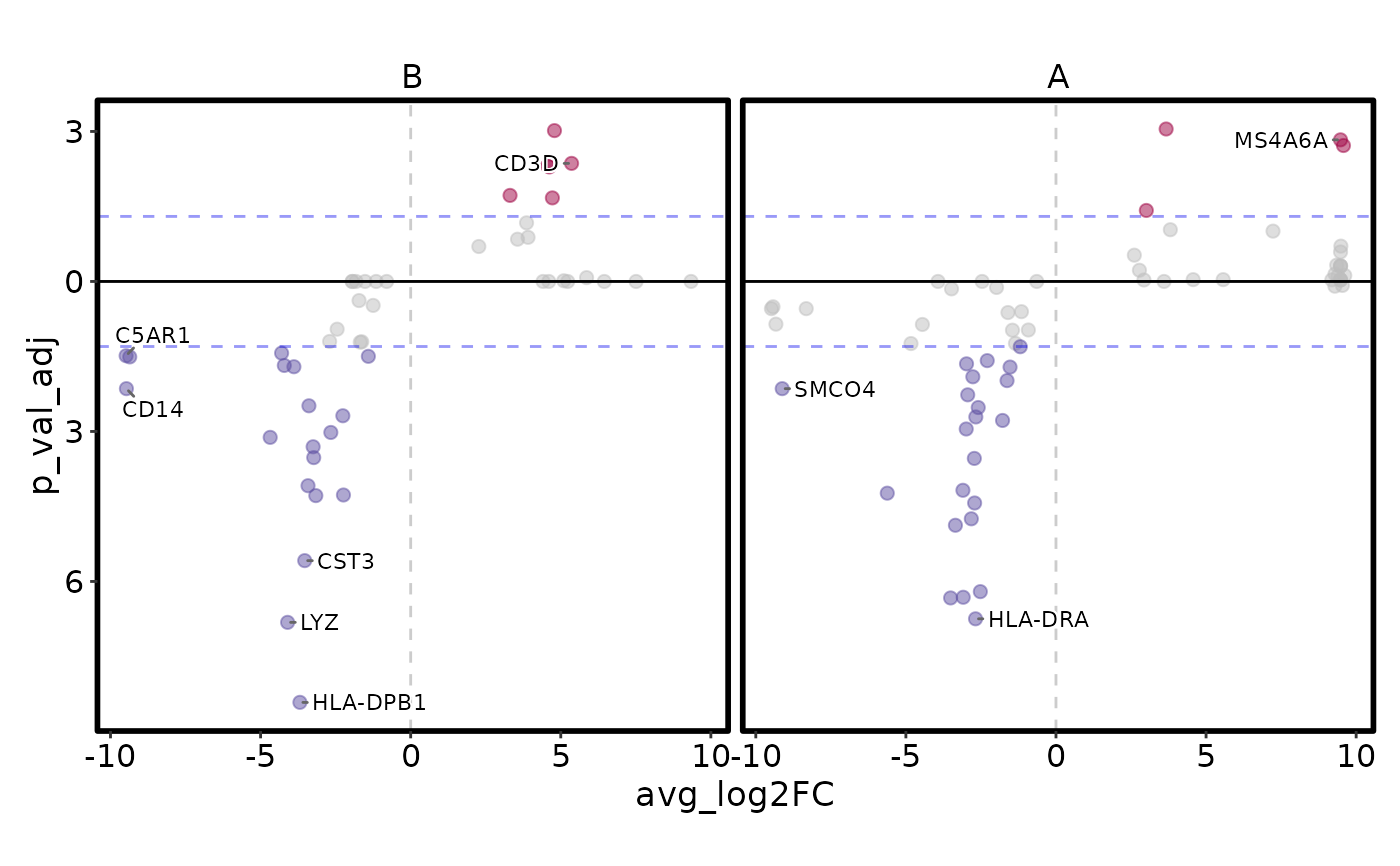 B A
3
CD3D MS4A6A
0
C5AR1
SMCO4
CD14
3
CST3
6
LYZ HLA-DRA
HLA-DPB1
-10 -5 0 5 10 -10 -5 0 5 10
avg_log2FC
p_val_adj